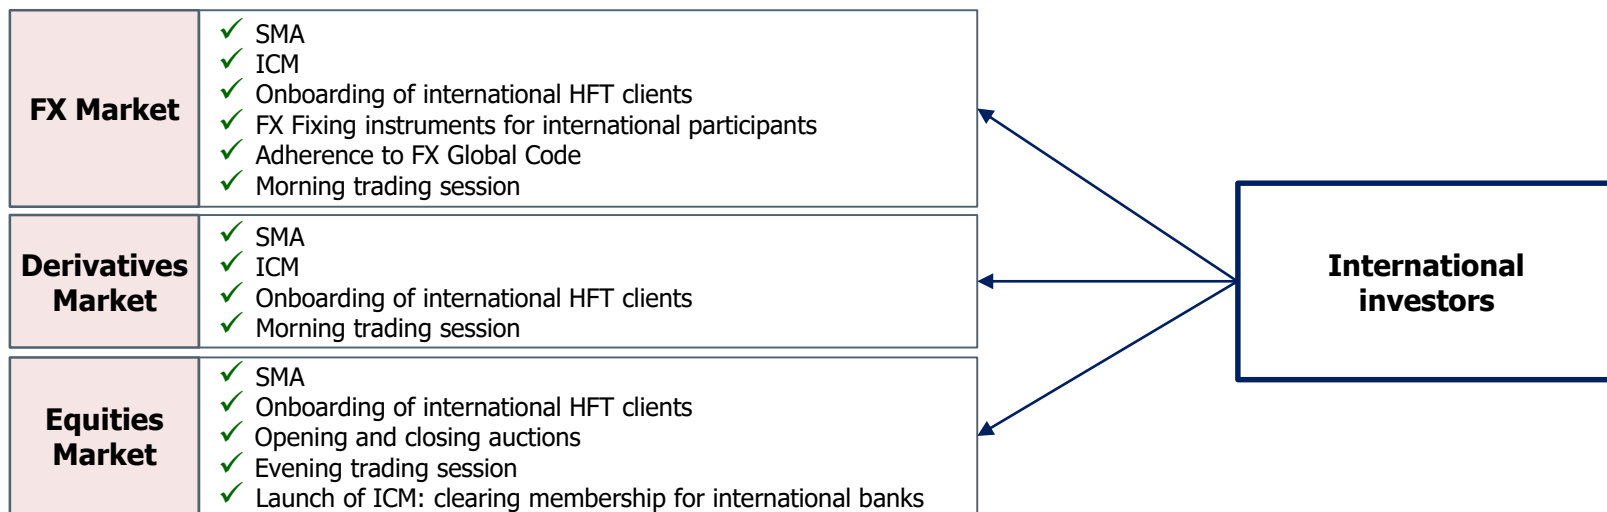 FX Market
SMA
ICM
Onboarding of international HFT clients
FX Fixing instruments for international participants
Adherence to FX Global Code
Morning trading session
Derivatives
Market
SMA
ICM
Onboarding of international HFT clients
Morning trading session
Equities
Market
SMA
Onboarding of international HFT clients
Opening and closing auctions
Evening trading session
Launch of ICM: clearing membership for international banks
International
investors